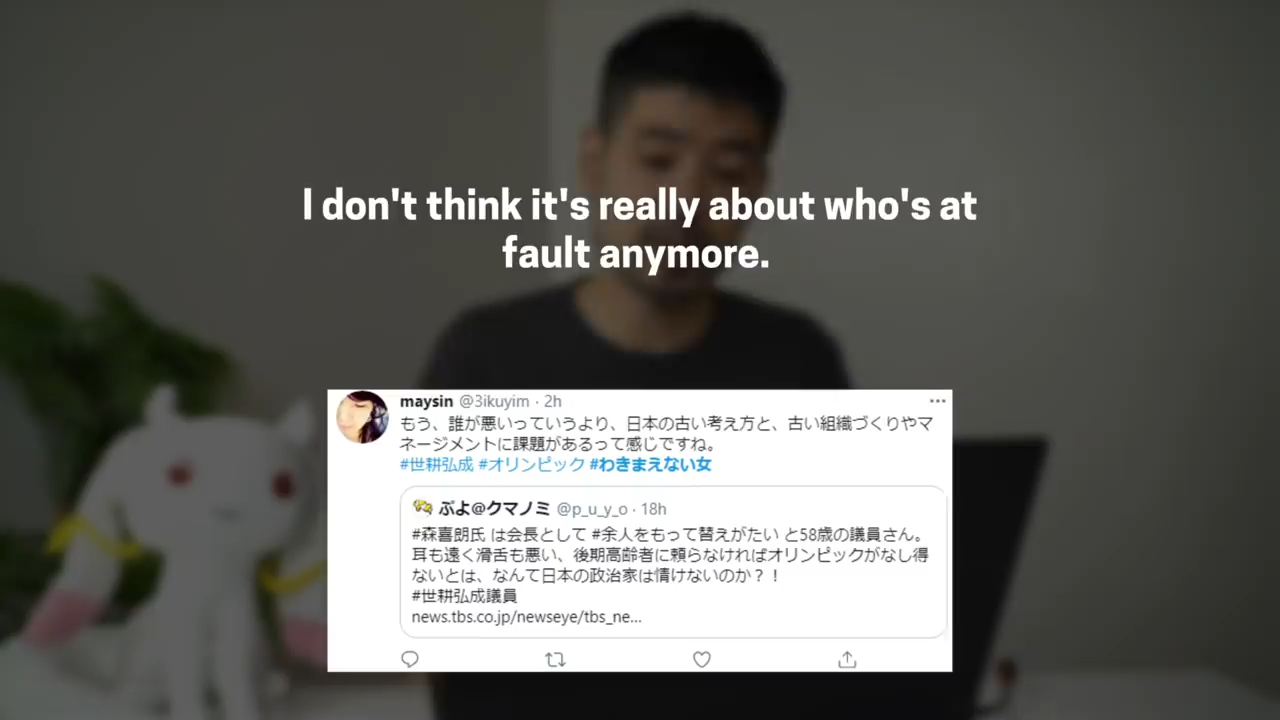 I don't think it's really about who's at
fault anymore.
maysin @3ikuyim · 2h
もう、誰が悪いっていうより、日本の古い考え方と、古い組織づくりやマ
ネージメントに課題があるって感じですね。
#世耕弘成 #オリンピック #わきまえない女
ぷよ@クマノミ @p_u_y_o · 18h
#森喜朗氏 は会長として #余人をもって替えがたい と58歳の議員さん。
耳も遠く滑舌も悪い、後期高齢者に頼らなければオリンピックがなし得
ないとは、なんて日本の政治家は情けないのか？！
#世耕弘成議員
news.tbs.co.jp/newseye/tbs_ne...